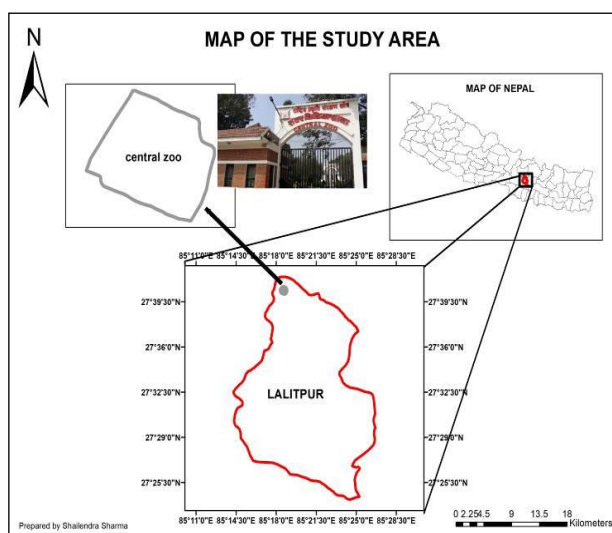 N
MAP OF THE STUDY AREA
central zoo
CENTRAL ZOO
MAP OF NEPAL
85°11'0"E 85°14'30"E 85°18'0"E 85°21'30"E 85°25'0"E 85°28'30"E
27°39'30"N 27°39'30"N
27°36'0"N 27°36'0"N
27°32'30"N 27°32'30"N
LALITPUR
27°29'0"N 27°29'0"N
27°25'30"N 27°25'30"N
85°11'0"E 85°14'30"E 85°18'0"E 85°21'30"E 85°25'0"E 85°28'30"E
0 2.25 4.5 9 13.5 18
Kilometers
Prepared by Shailendra Sharma